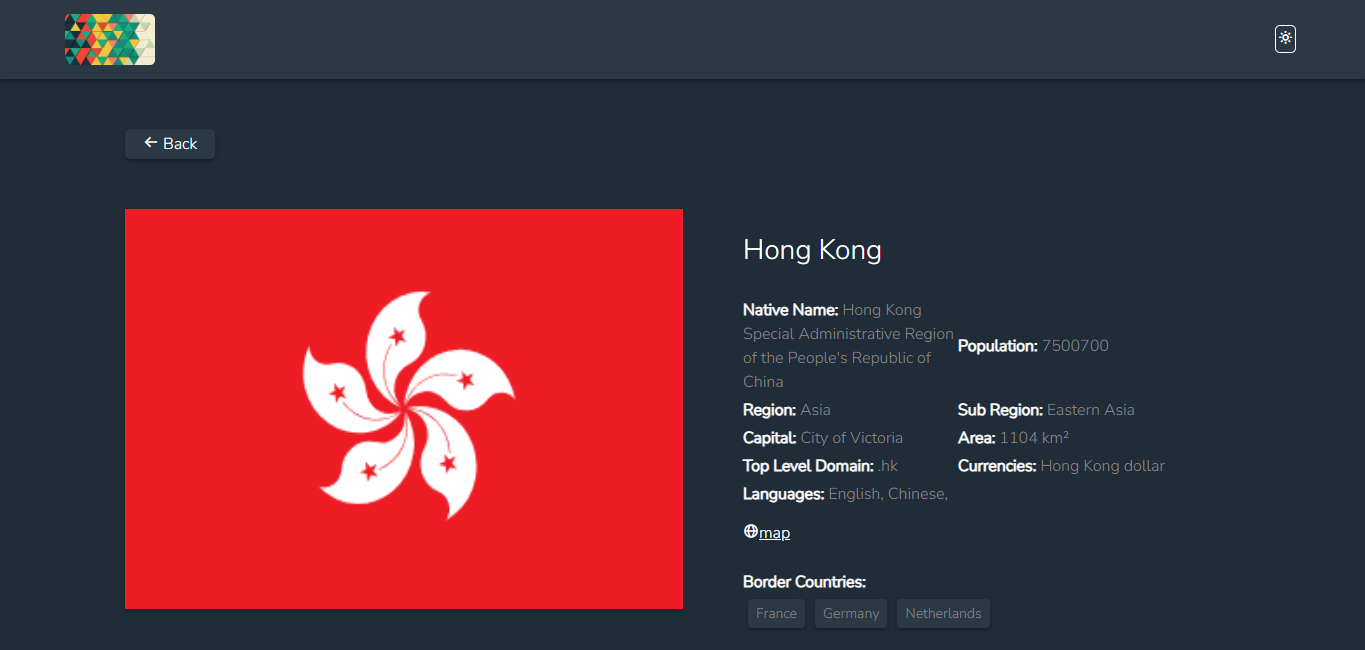 Back
Hong Kong
Native Name: Hong Kong
Special Administrative Region
of the People's Republic of
China
Population: 7500700
Region: Asia
Sub Region: Eastern Asia
Capital: City of Victoria
Area: 1104 km²
Top Level Domain: .hk
Currencies: Hong Kong dollar
Languages: English, Chinese,
map
Border Countries:
France Germany Netherlands